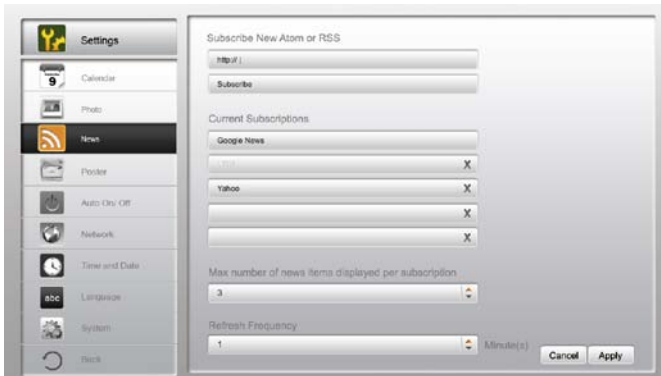 Settings
9
Calendar
Photo
News
Poster
Auto On/ Off
Network
Time and Date
abc
Language
System
Back
Subscribe New Atom or RSS
http:// |
Subscribe
Current Subscriptions
Google News
X
Yahoo X
X
X
Max number of news items displayed per subscription
3
Refresh Frequency
1 Minute(s)
Cancel Apply